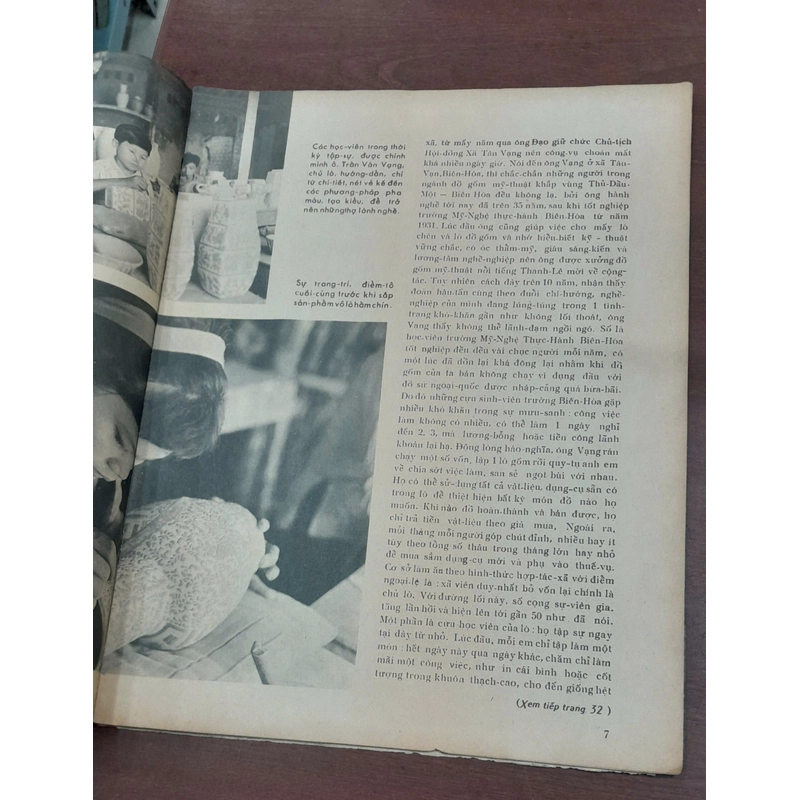 Các học-viên trong thời
kỳ tập-sự, được chính
mình ô. Trần Văn Vạng,
chủ lò, hướng-dẫn, chỉ
từ chi-tiết, nét vẽ kể đến
các phương-pháp pha
màu, tạo kiểu, để trở
nên những thợ lành nghề.
Sự trang-trí, điểm-tô
cuối-cùng trước khi sắp
sản-phẩm vô lò hầm chín.
xã, từ mấy năm qua ông Đạo giữ chức Chủ-tịch
Hội-đồng Xã Tân Vạng nên công-vụ choán mất
khá nhiều ngày giờ. Nói đến ông Vạng ở xã Tân-
Vạn, Biên-Hòa, thì chắc-chắn những người trong
ngành đồ gốm mỹ-thuật khắp vùng Thủ-Dầu-
Một — Biên-Hòa đều không lạ, bởi ông hành
nghề tới nay đã trên 35 năm, sau khi tốt nghiệp
trường Mỹ-Nghệ thực-hành Biên-Hòa từ năm
1931. Lúc đầu ông cũng giúp việc cho mấy lò
chén và lò đồ gốm và nhờ hiểu-biết kỹ-thuật
vững chắc, có óc thẩm-mỹ, giàu sáng-kiến và
lương-tâm nghề-nghiệp nên ông được xưởng đồ
gốm mỹ-thuật nổi tiếng Thanh-Lê mời về cộng-
tác. Tuy nhiên cách đây trên 10 năm, nhận thấy
đoàn hậu-tấn cùng theo đuổi chí-hướng, nghề-
nghiệp của mình đang lúng-túng trong 1 tình-
trạng khó-khăn gần như không lối thoát, ông
Vạng thấy không thể lãnh-đạm ngồi ngó. Số là
học-viên trường Mỹ-Nghệ Thực-Hành Biên-Hòa
tốt nghiệp đều đều vài chục người mỗi năm, có
một lúc đã dồn lại khá đông lại nhằm khi đồ
gốm của ta bán không chạy vì đụng đầu với
đồ sứ ngoại-quốc được nhập-cảng quá bừa-bãi.
Do đó những cựu sinh-viên trường Biên-Hòa gặp
nhiều khó khăn trong sự mưu-sanh : công việc
làm không có nhiều, có thể làm 1 ngày nghỉ
đến 2, 3, mà lương-bổng hoặc tiền công lãnh
khoán lại hạ. Động lòng hào-nghĩa, ông Vạng rán
chạy một số vốn, lập 1 lò gốm rồi quy-tụ anh em
về chia sớt việc làm, san sẻ ngọt bùi với nhau.
Họ có thể sử-dụng tất cả vật-liệu, dụng-cụ sẵn có
trong lò để thiệt hiện bất kỳ món đồ nào họ
muốn. Khi nào đồ hoàn-thành và bán được, họ
chỉ trả tiền vật-liệu theo giá mua, Ngoài ra,
mỗi tháng mỗi người góp chút đỉnh, nhiều hay ít
tùy theo tổng số thâu trong tháng lớn hay nhỏ
để mua sắm dụng-cụ mới và phụ vào thuế-vụ.
Cơ sở làm ăn theo hình-thức hợp-tác-xã với điểm
ngoại lệ là : xã viên duy-nhất bỏ vốn lại chính là
chủ lò. Với đường lối này, số cọng sự-viên gia
tăng lần hồi và hiện lên tới gần 50 như đã nói.
Một phần là cựu học-viên của lò : họ tập sự ngay
tại đây từ nhỏ. Lúc đầu, mỗi em chỉ tập làm một
món : hết ngày này qua ngày khác, chăm chỉ làm
mãi một công việc, như in cái bình hoặc cốt
tượng trong khuôn thạch-cao, cho đến giống hệt
(Xem tiếp trang 32)
7